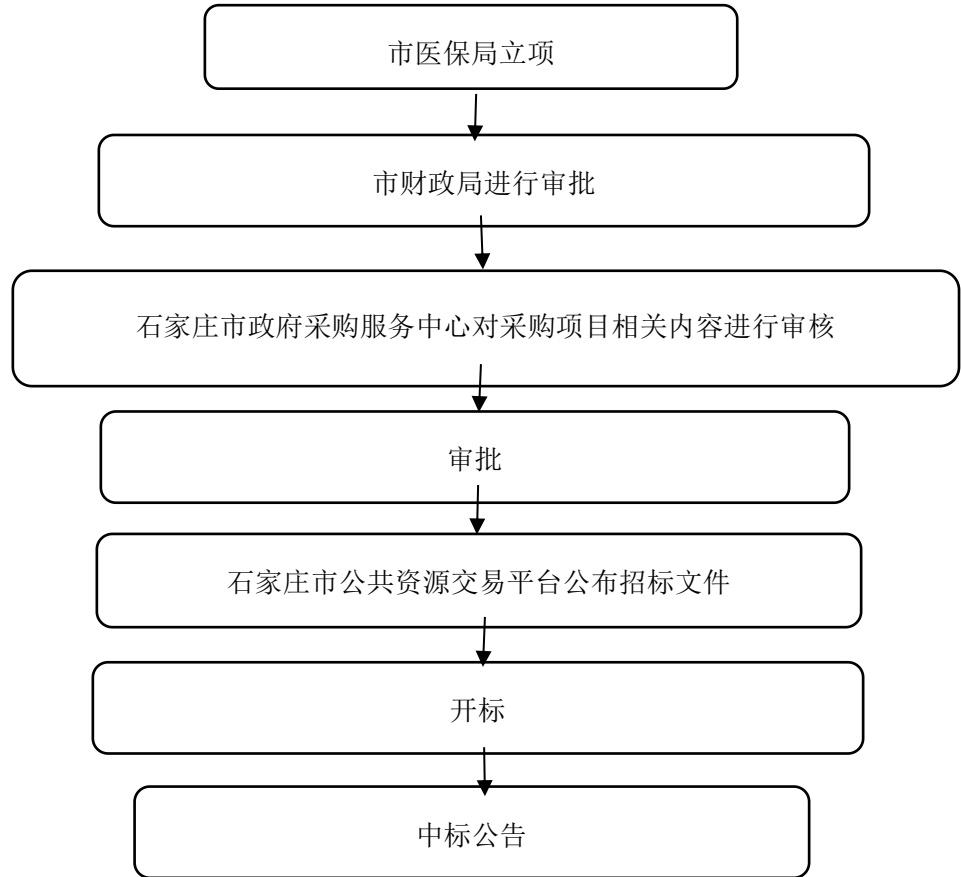 市医保局立项
市财政局进行审批
石家庄市政府采购服务中心对采购项目相关内容进行审核
审批
石家庄市公共资源交易平台公布招标文件
开标
中标公告